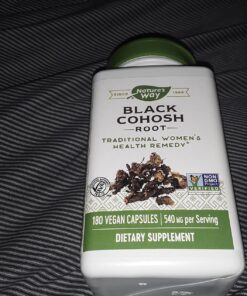 Nature's
Way
BLACK
COHOSH
ROOT
TRADITIONAL WOMEN'S
HEALTH REMEDY*
NON
GMO
VERIFIED
180 VEGAN CAPSULES | 540 MG per Serving
DIETARY SUPPLEMENT